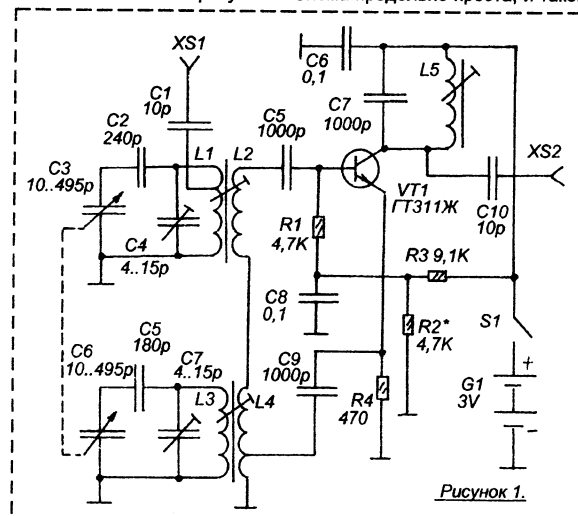 XS1
C6
0,1
C1
10p
C2
240p
C3
10..495p
L1
L2
C5
1000p
C7
1000p
L5
XS2
VT1
ГТ311Ж
C10
10p
C4
4..15p
R1
4,7K
R3 9,1K
C8
0,1
R2*
4,7K
S1
C5
180p
C6
10..495p
C7
4..15p
L3
L4
C9
1000p
R4
470
+
G1
3V
-
Рисунок 1.